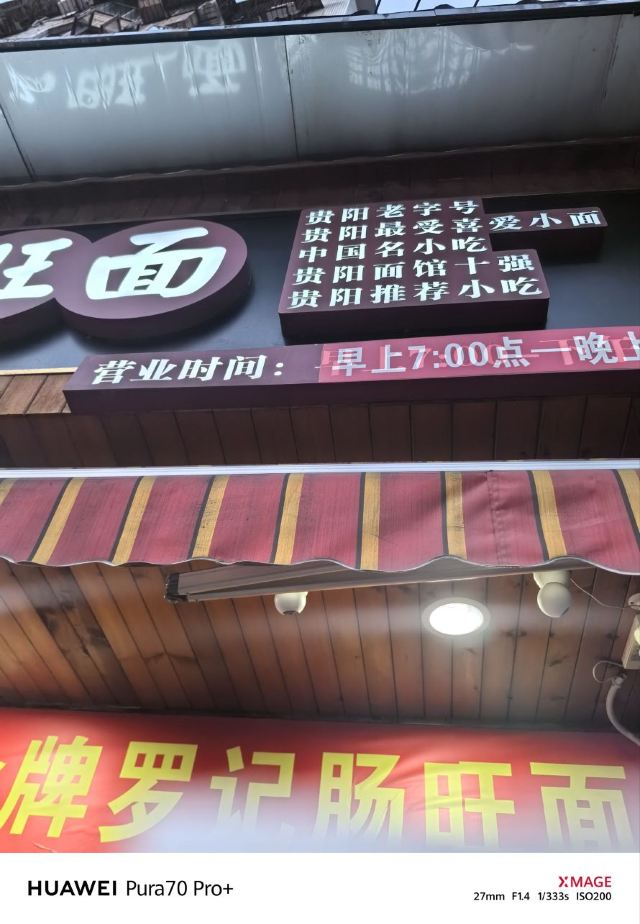 旺面
贵阳老字号
贵阳最受喜爱小面
中国名小吃
贵阳面馆十强
贵阳推荐小吃
营业时间：早上7:00点一晚上
牌罗记肠旺面
HUAWEI Pura70 Pro+
XMAGE
27mm F1.4 1/333s ISO200